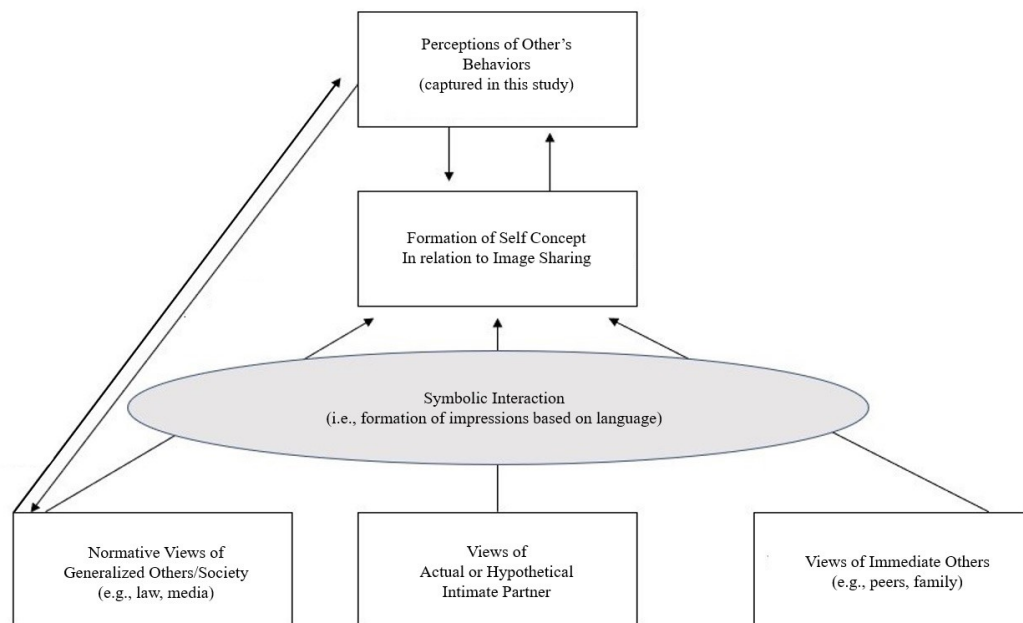 Perceptions of Other's
Behaviors
(captured in this study)
Formation of Self Concept
In relation to Image Sharing
Symbolic Interaction
(i.e., formation of impressions based on language)
Normative Views of
Generalized Others/Society
(e.g., law, media)
Views of
Actual or Hypothetical
Intimate Partner
Views of Immediate Others
(e.g., peers, family)